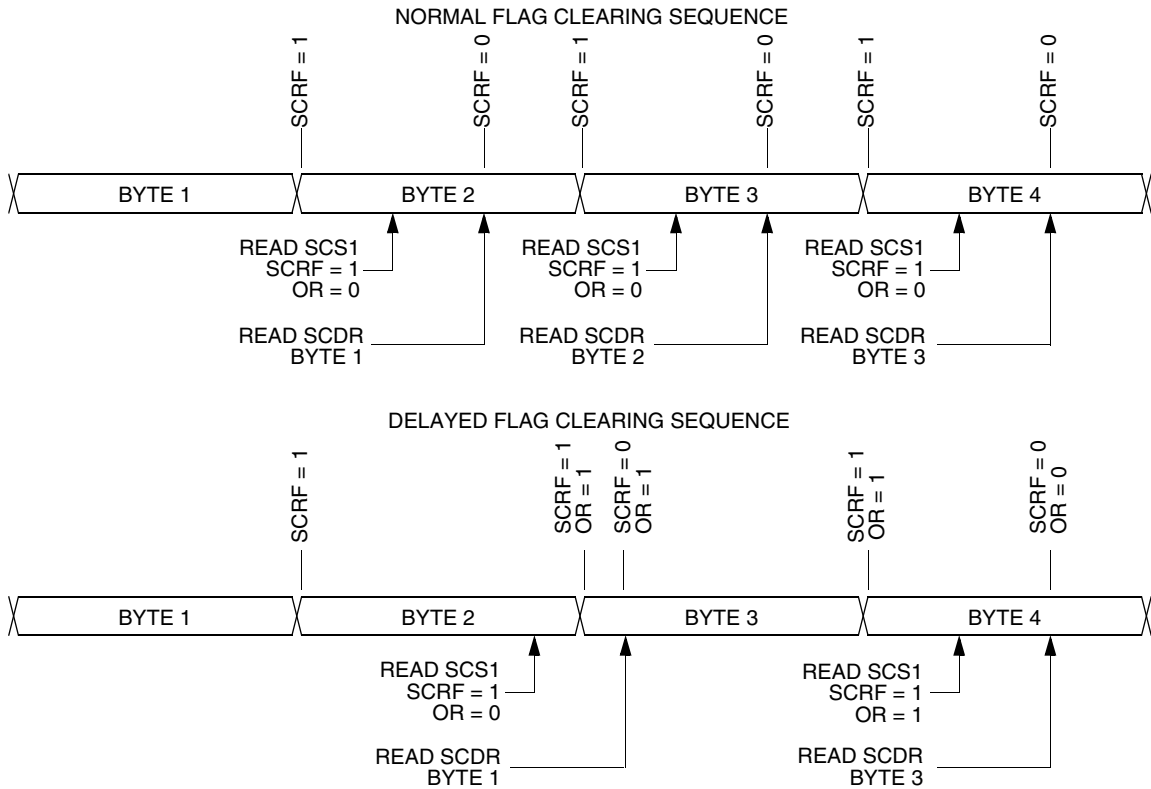 NORMAL FLAG CLEARING SEQUENCE
SCRF = 1
SCRF = 0
SCRF = 1
SCRF = 0
SCRF = 1
SCRF = 0
BYTE 1
BYTE 2
BYTE 3
BYTE 4
READ SCS1
SCRF = 1
OR = 0
READ SCS1
SCRF = 1
OR = 0
READ SCS1
SCRF = 1
OR = 0
READ SCDR
BYTE 1
READ SCDR
BYTE 2
READ SCDR
BYTE 3
DELAYED FLAG CLEARING SEQUENCE
SCRF = 1
SCRF = 1
OR = 1
SCRF = 0
OR = 1
SCRF = 1
OR = 1
SCRF = 0
OR = 0
BYTE 1
BYTE 2
BYTE 3
BYTE 4
READ SCS1
SCRF = 1
OR = 0
READ SCS1
SCRF = 1
OR = 1
READ SCDR
BYTE 1
READ SCDR
BYTE 3